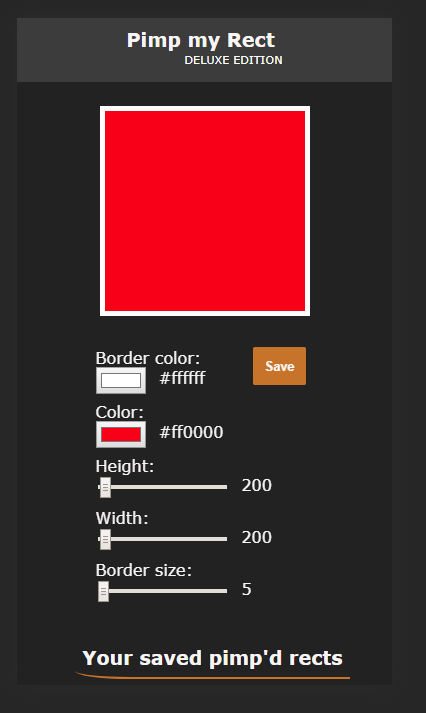 Pimp my Rect
DELUXE EDITION
Border color:
#ffffff
Save
Color:
#ff0000
Height:
200
Width:
200
Border size:
5
Your saved pimp'd rects